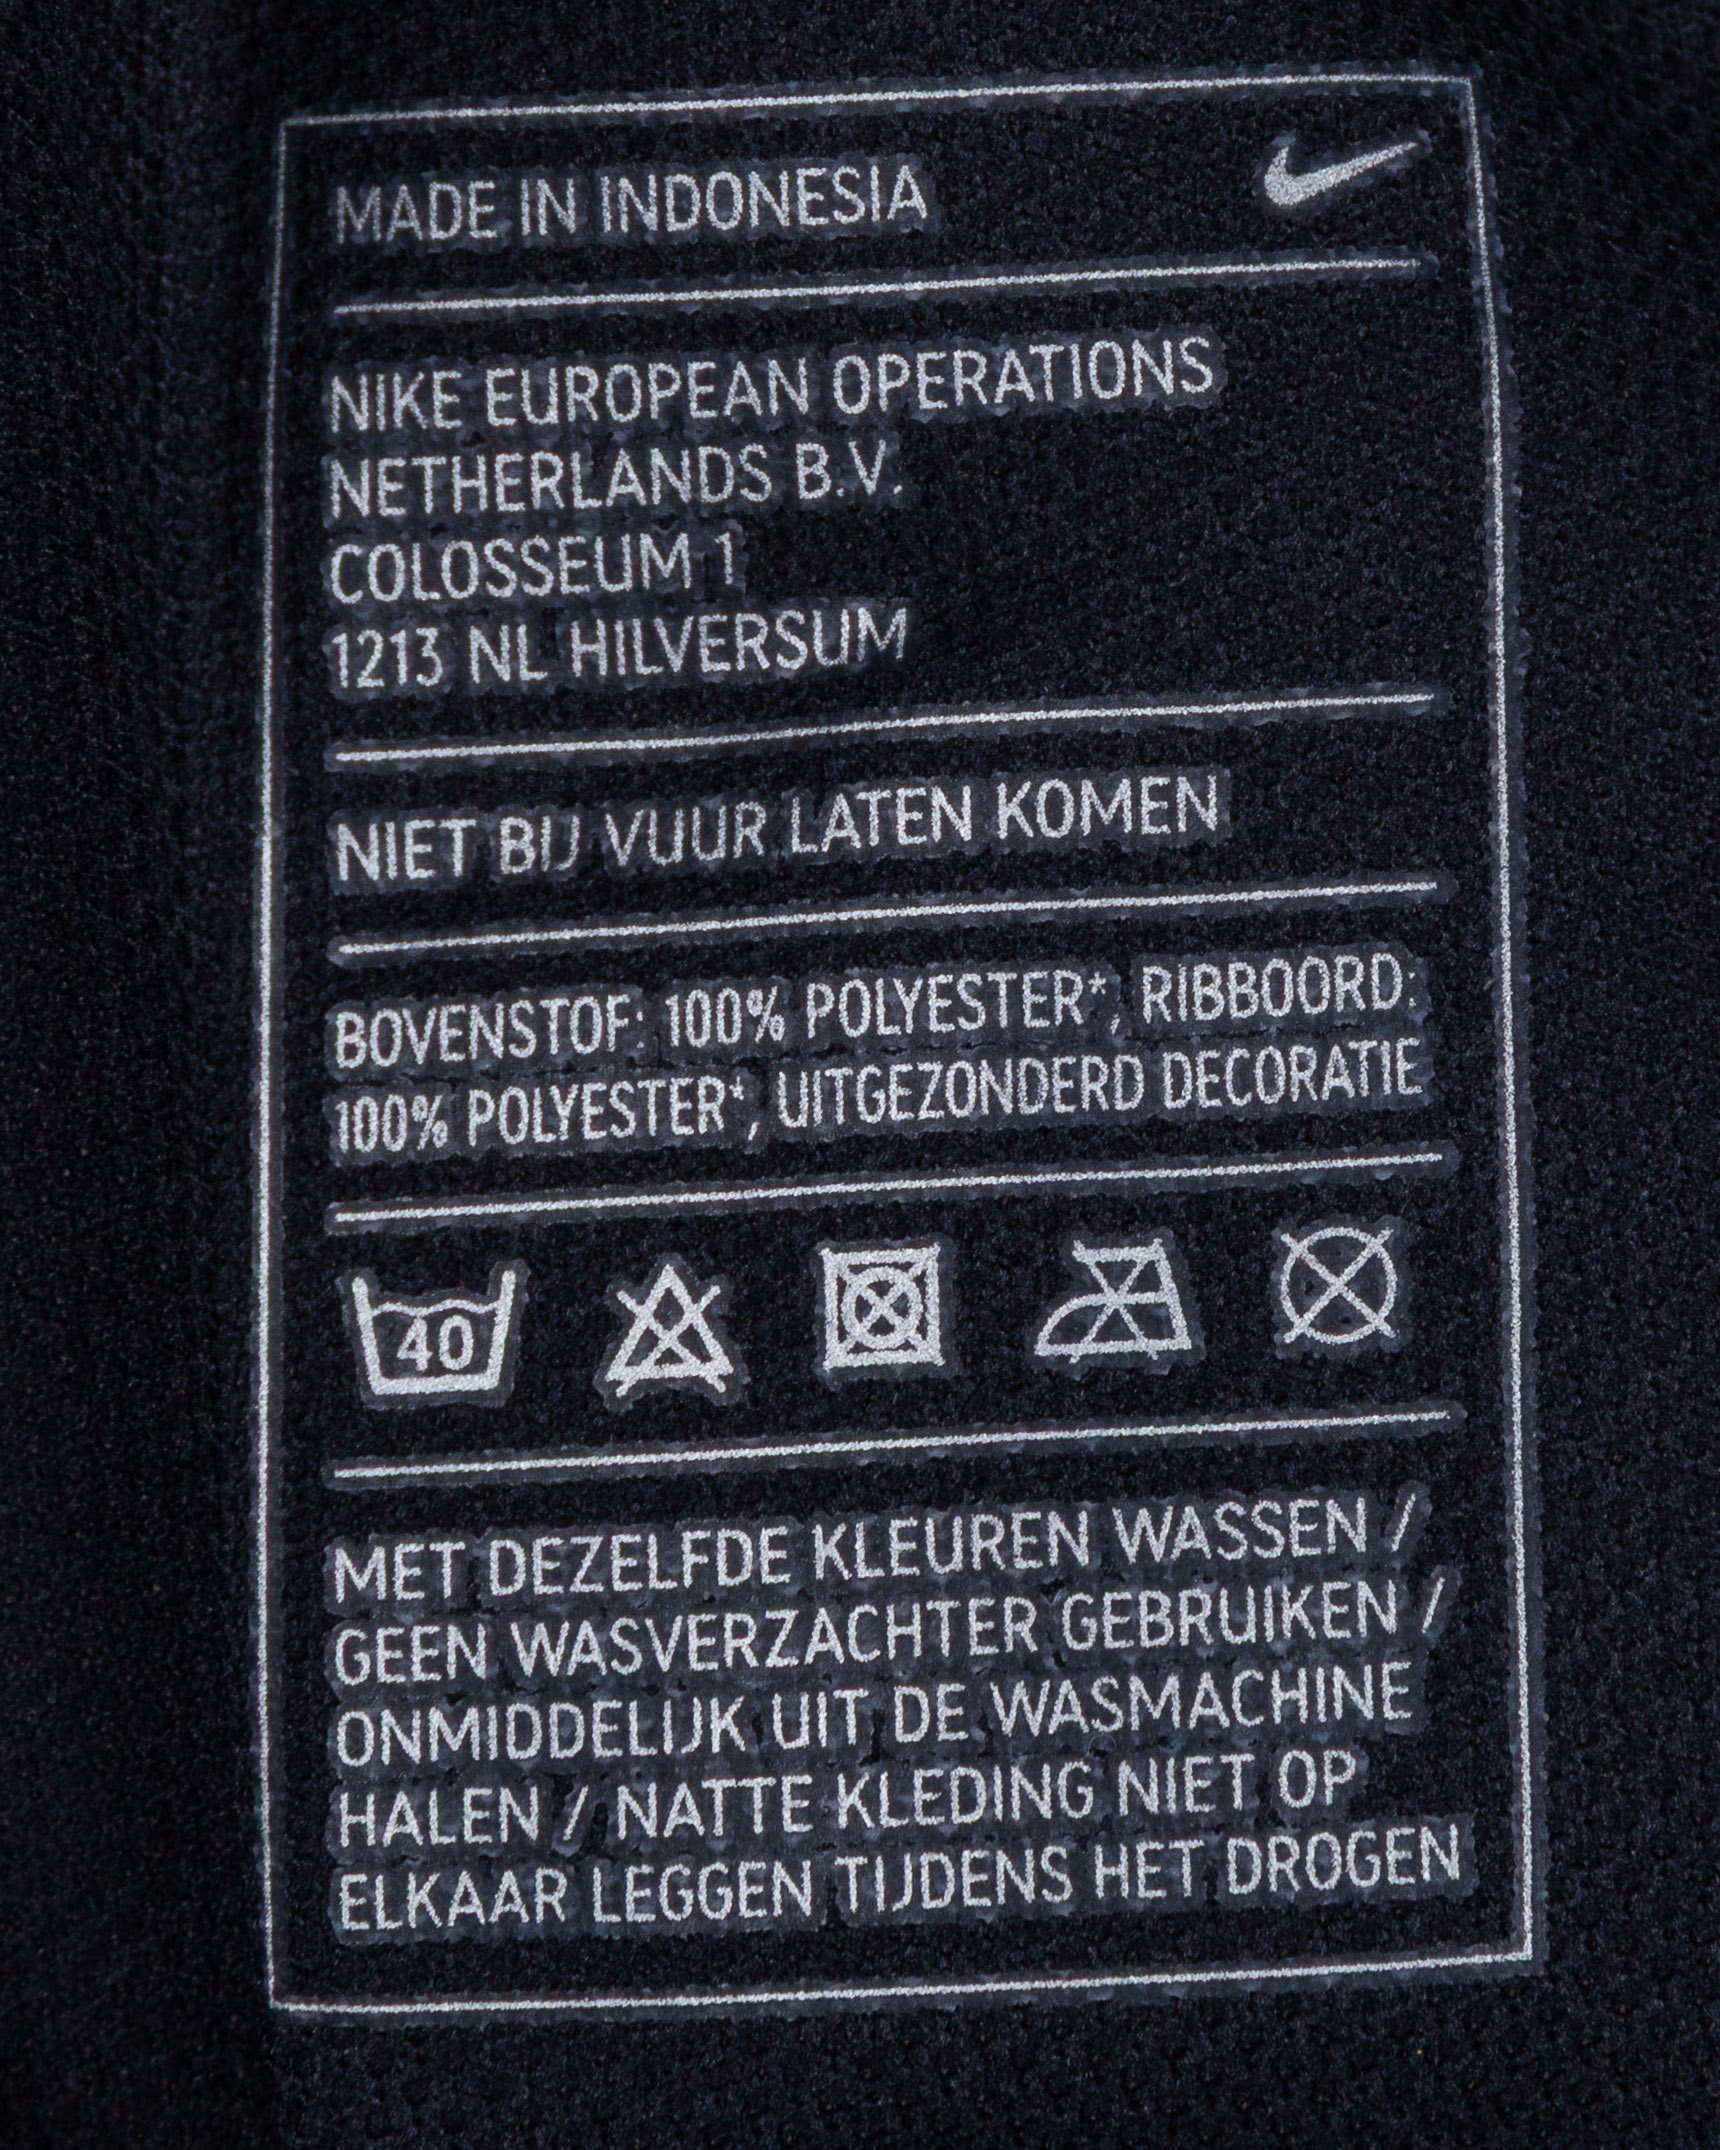 MADE IN INDONESIA
NIKE EUROPEAN OPERATIONS
NETHERLANDS B.V.
COLOSSEUM 1
1213 NL HILVERSUM
NIET BIJ VUUR LATEN KOMEN
BOVENSTOF: 100% POLYESTER*, RIBBOORD:
100% POLYESTER*, UITGEZONDERD DECORATIE
40
MET DEZELFDE KLEUREN WASSEN /
GEEN WASVERZACHTER GEBRUIKEN /
ONMIDDELIJK UIT DE WASMACHINE
HALEN / NATTE KLEDING NIET OP
ELKAAR LEGGEN TIJDENS HET DROGEN